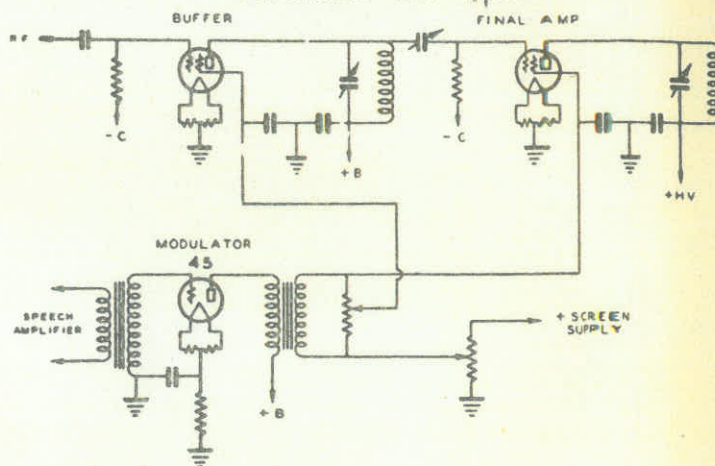 BUFFER
FINAL AMP
RF
-C
+B
-C
+HV
MODULATOR
45
SPEECH
AMPLIFIER
+B
+ SCREEN
SUPPLY